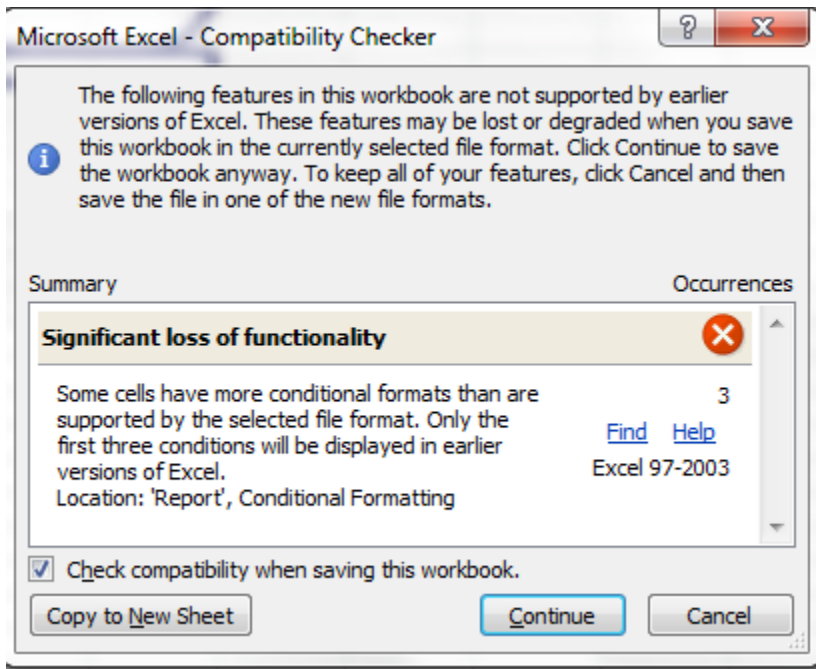 Microsoft Excel - Compatibility Checker
The following features in this workbook are not supported by earlier
versions of Excel. These features may be lost or degraded when you save
this workbook in the currently selected file format. Click Continue to save
the workbook anyway. To keep all of your features, click Cancel and then
save the file in one of the new file formats.
Summary Occurrences
Significant loss of functionality
Some cells have more conditional formats than are 3
supported by the selected file format. Only the
first three conditions will be displayed in earlier Find Help
versions of Excel. Excel 97-2003
Location: 'Report', Conditional Formatting
Check compatibility when saving this workbook.
Copy to New Sheet Continue Cancel